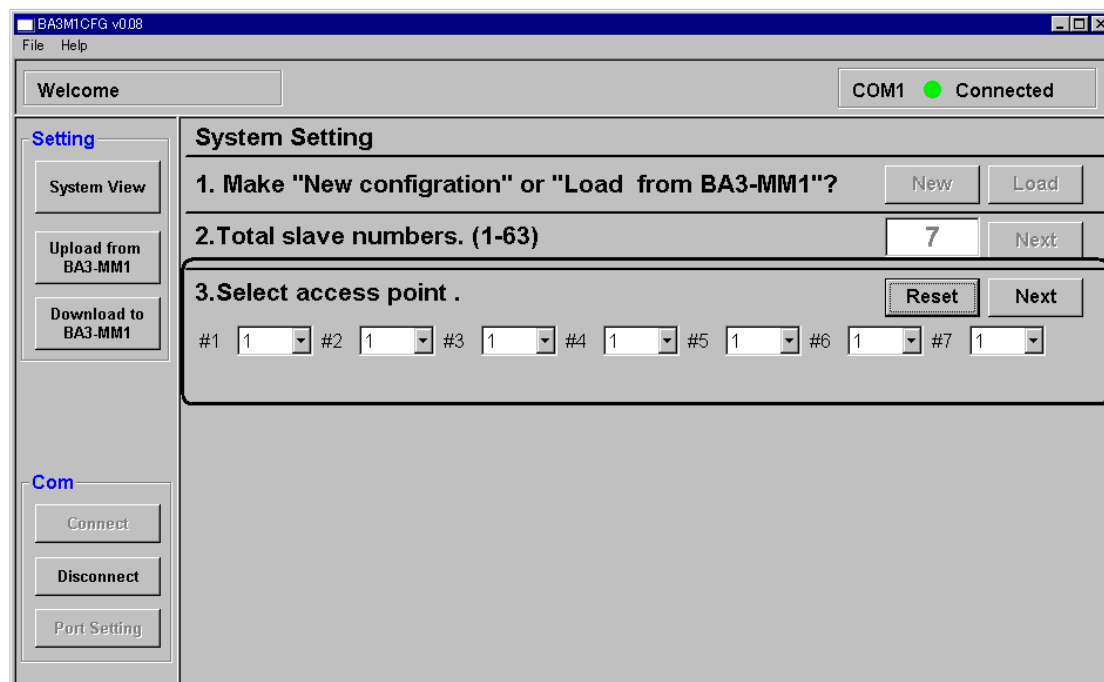 BA3M1CFG v0.08
File Help
Welcome
COM1 Connected
Setting
System View
Upload from
BA3-MM1
Download to
BA3-MM1
Com
Connect
Disconnect
Port Setting
System Setting
1. Make "New configration" or "Load from BA3-MM1"?
New Load
2.Total slave numbers. (1-63)
7 Next
3.Select access point .
Reset Next
#1 1 #2 1 #3 1 #4 1 #5 1 #6 1 #7 1